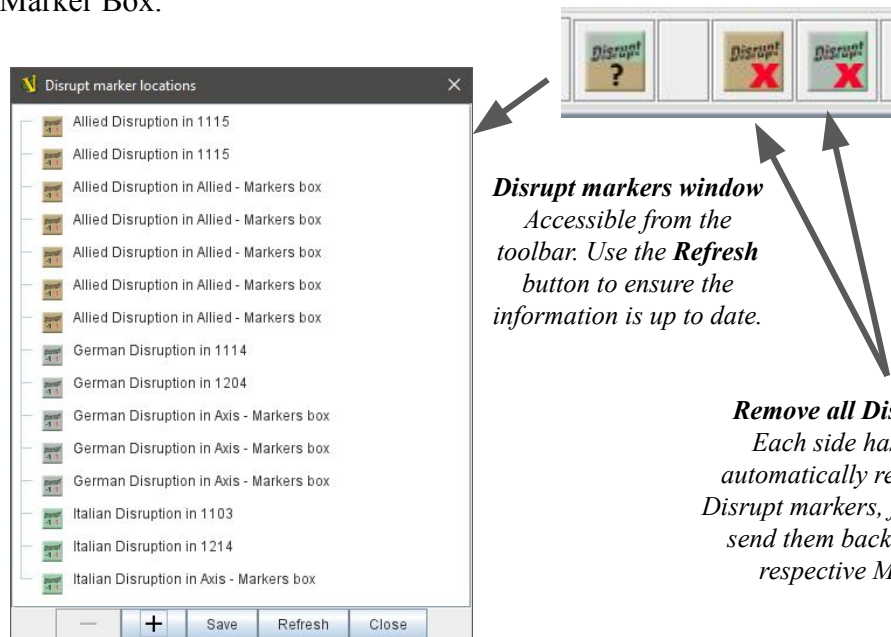 Marker Box.
Disrupt!
?
Disrupt!
X
Disrupt!
X
Disrupt marker locations
Allied Disruption in 1115
Allied Disruption in 1115
Allied Disruption in Allied - Markers box
Allied Disruption in Allied - Markers box
Allied Disruption in Allied - Markers box
Allied Disruption in Allied - Markers box
Allied Disruption in Allied - Markers box
German Disruption in 1114
German Disruption in 1204
German Disruption in Axis - Markers box
German Disruption in Axis - Markers box
German Disruption in Axis - Markers box
Italian Disruption in 1103
Italian Disruption in 1214
Italian Disruption in Axis - Markers box
Save Refresh Close
Disrupt markers window
Accessible from the
toolbar. Use the Refresh
button to ensure the
information is up to date.
Remove all Dis
Each side ha
automatically re
Disrupt markers,
send them back
respective M